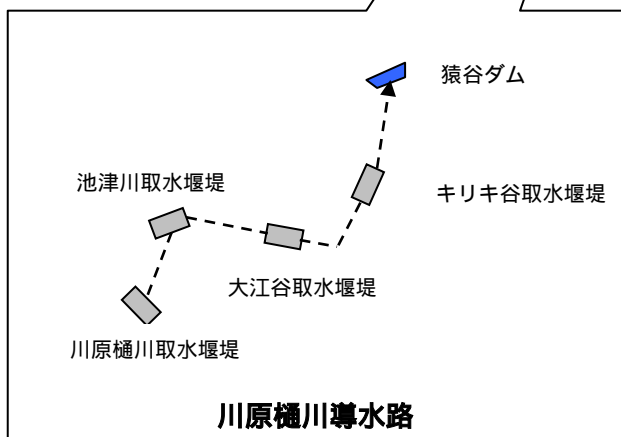 猿谷ダム
池津川取水堰堤
キリキ谷取水堰堤
大江谷取水堰堤
川原樋川取水堰堤
川原樋川導水路